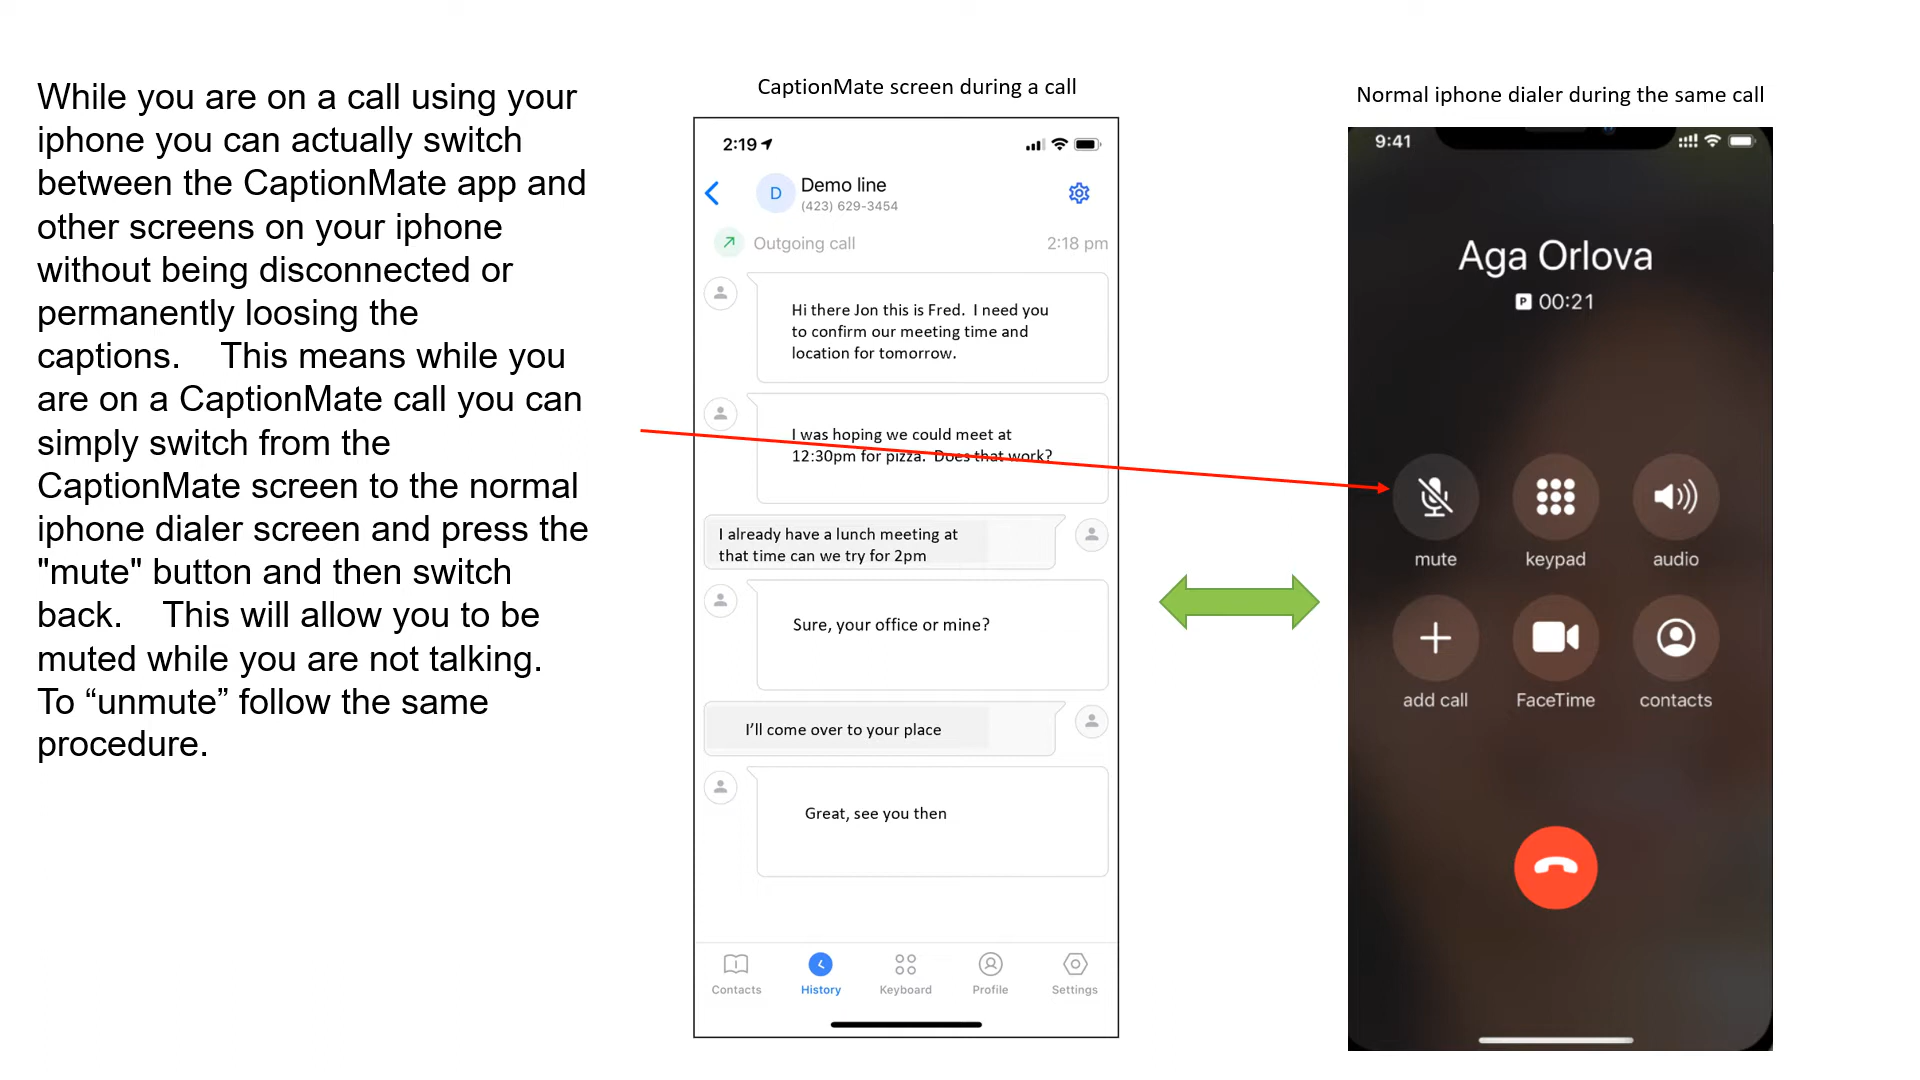 While you are on a call using your
iphone you can actually switch
between the CaptionMate app and
other screens on your iphone
without being disconnected or
permanently loosing the
captions.    This means while you
are on a CaptionMate call you can
simply switch from the
CaptionMate screen to the normal
iphone dialer screen and press the
"mute" button and then switch
back.    This will allow you to be
muted while you are not talking.
To “unmute” follow the same
procedure.
CaptionMate screen during a call
2:19
D
Demo line
(423) 629-3454
Outgoing call 2:18 pm
Hi there Jon this is Fred.  I need you
to confirm our meeting time and
location for tomorrow.
I was hoping we could meet at
12:30pm for pizza.  Does that work?
I already have a lunch meeting at
that time can we try for 2pm
Sure, your office or mine?
I’ll come over to your place
Great, see you then
Contacts History Keyboard Profile Settings
Normal iphone dialer during the same call
9:41
Aga Orlova
P 00:21
mute keypad audio
add call FaceTime contacts